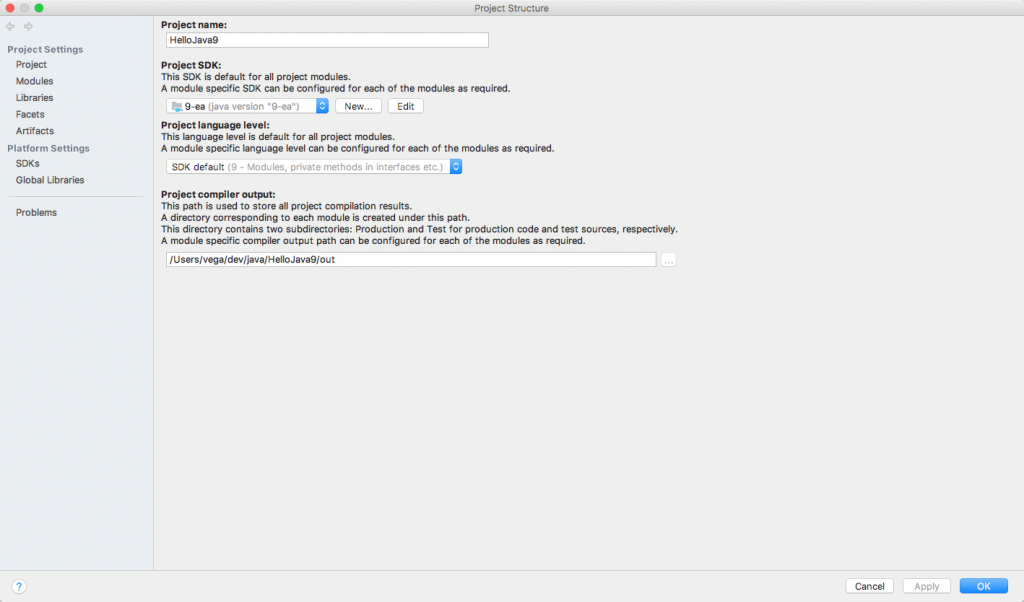 Project Structure
Project Settings
Project
Modules
Libraries
Facets
Artifacts
Platform Settings
SDKs
Global Libraries
Problems
Project name:
HelloJava9
Project SDK:
This SDK is default for all project modules.
A module specific SDK can be configured for each of the modules as required.
9-ea (java version "9-ea") New... Edit
Project language level:
This language level is default for all project modules.
A module specific language level can be configured for each of the modules as required.
SDK default (9 - Modules, private methods in interfaces etc.)
Project compiler output:
This path is used to store all project compilation results.
A directory corresponding to each module is created under this path.
This directory contains two subdirectories: Production and Test for production code and test sources, respectively.
A module specific compiler output path can be configured for each of the modules as required.
/Users/vega/dev/java/HelloJava9/out ...
? Cancel Apply OK